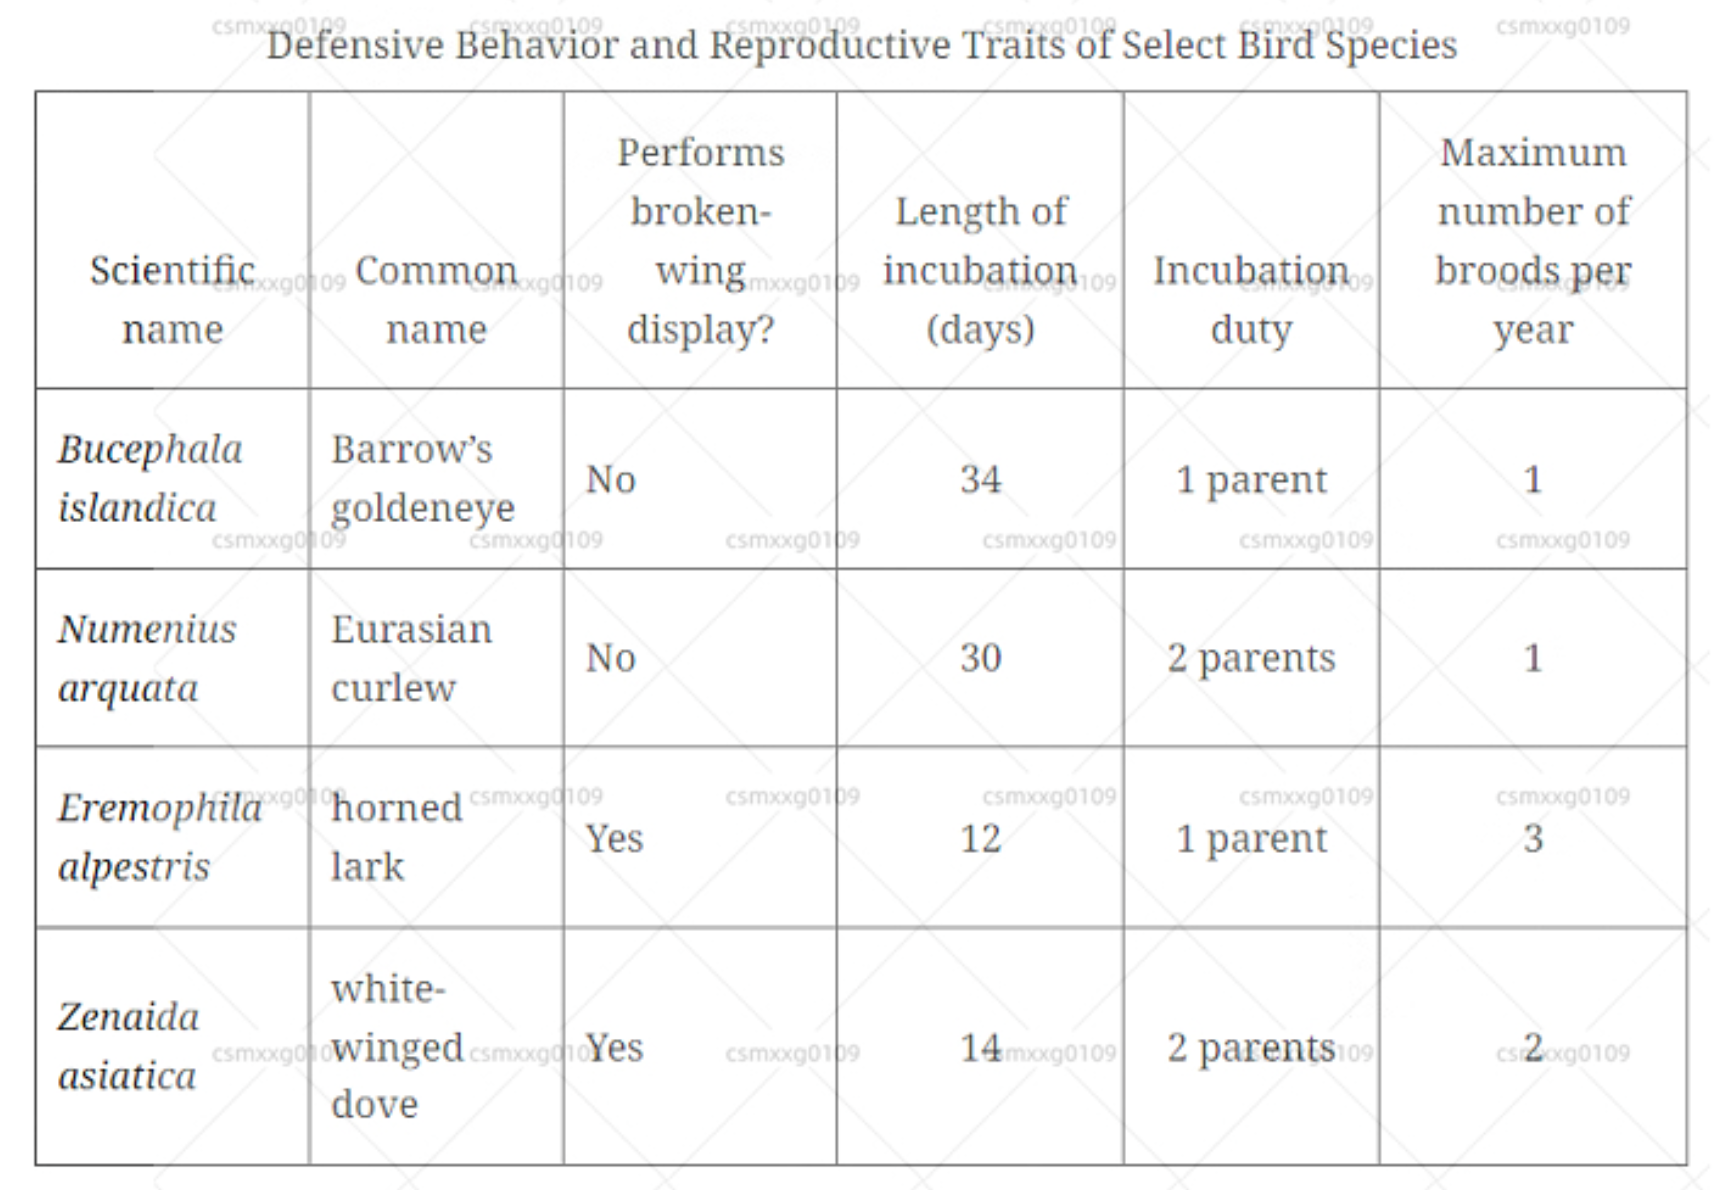 Defensive Behavior and Reproductive Traits of Select Bird Species
Scientific name
Common name
Performs broken-wing display?
Length of incubation (days)
Incubation duty
Maximum number of broods per year
Bucephala islandica
Barrow's goldeneye
No
34
1 parent
1
Numenius arquata
Eurasian curlew
No
30
2 parents
1
Eremophila alpestris
horned lark
Yes
12
1 parent
3
Zenaida asiatica
white-winged dove
Yes
14
2 parents
2
csmxxg0109